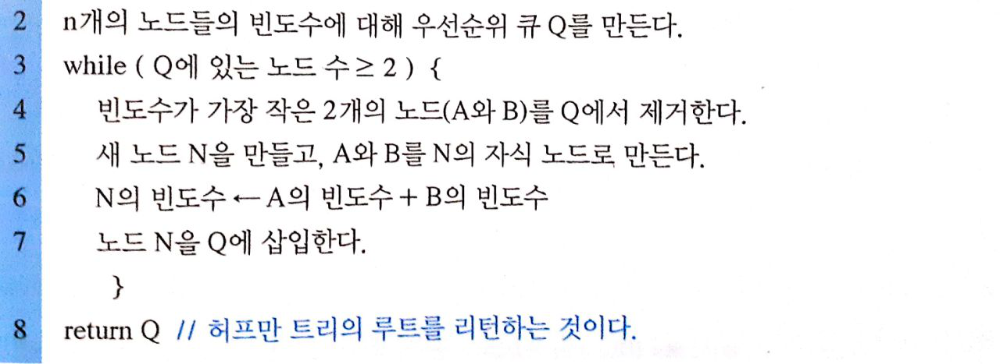 2 n개의 노드들의 빈도수에 대해 우선순위 큐 Q를 만든다.
3 while ( Q에 있는 노드 수 ≥ 2 ) {
4 빈도수가 가장 작은 2개의 노드(A와 B)를 Q에서 제거한다.
5 새 노드 N을 만들고, A와 B를 N의 자식 노드로 만든다.
6 N의 빈도수 ← A의 빈도수 + B의 빈도수
7 노드 N을 Q에 삽입한다.
}
8 return Q // 허프만 트리의 루트를 리턴하는 것이다.